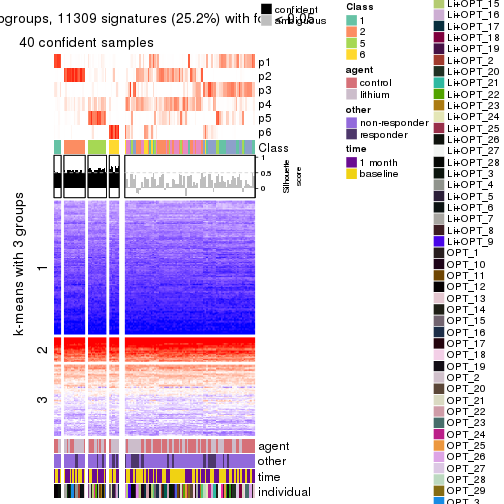 ogroups, 11309 signatures (25.2%) with
40 confident samples
confident
ambiguous
p1
p2
p3
p4
p5
p6
Class
1
0.5
0
Silhouette
score
k-means with 3 groups
1
2
3
agent
other
time
individual
Class
1
2
5
6
agent
control
lithium
other
non-responder
responder
time
1 month
baseline
Li+OPT_15
Li+OPT_16
Li+OPT_17
Li+OPT_18
Li+OPT_19
Li+OPT_2
Li+OPT_20
Li+OPT_21
Li+OPT_22
Li+OPT_23
Li+OPT_24
Li+OPT_25
Li+OPT_26
Li+OPT_27
Li+OPT_28
Li+OPT_3
Li+OPT_4
Li+OPT_5
Li+OPT_6
Li+OPT_7
Li+OPT_8
Li+OPT_9
OPT_1
OPT_10
OPT_11
OPT_12
OPT_13
OPT_14
OPT_15
OPT_16
OPT_17
OPT_18
OPT_19
OPT_2
OPT_20
OPT_21
OPT_22
OPT_23
OPT_24
OPT_25
OPT_26
OPT_27
OPT_28
OPT_29